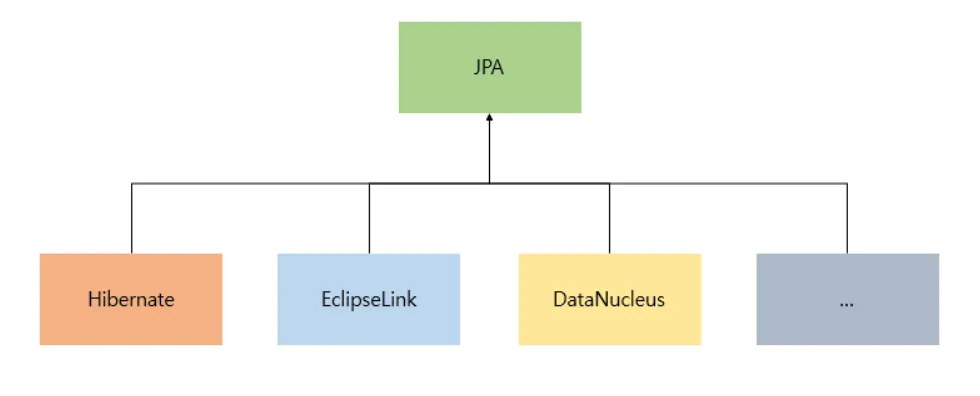 JPA
Hibernate
EclipseLink
DataNucleus
...